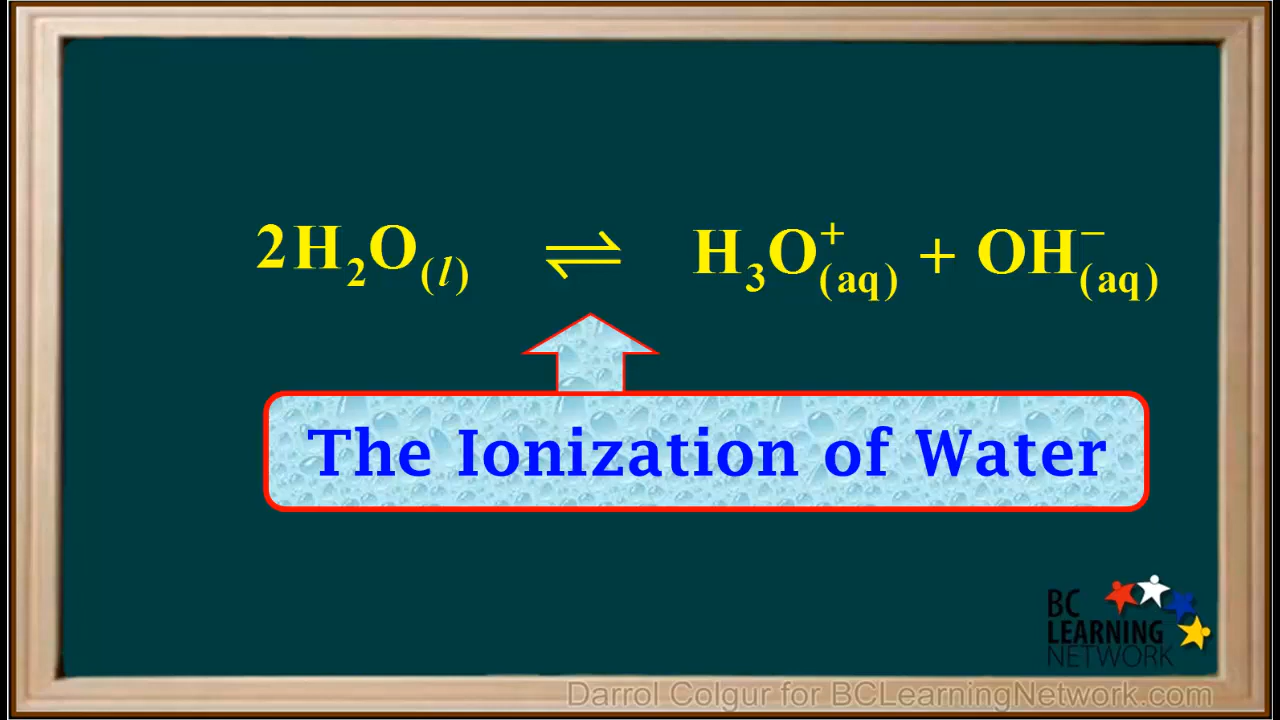 2H₂O₍l₎ ⇌ H₃O⁺(aq) + OH⁻(aq)
The Ionization of Water
BC
LEARNING
NETWORK
Darrol Colgur for BCLearningNetwork.com